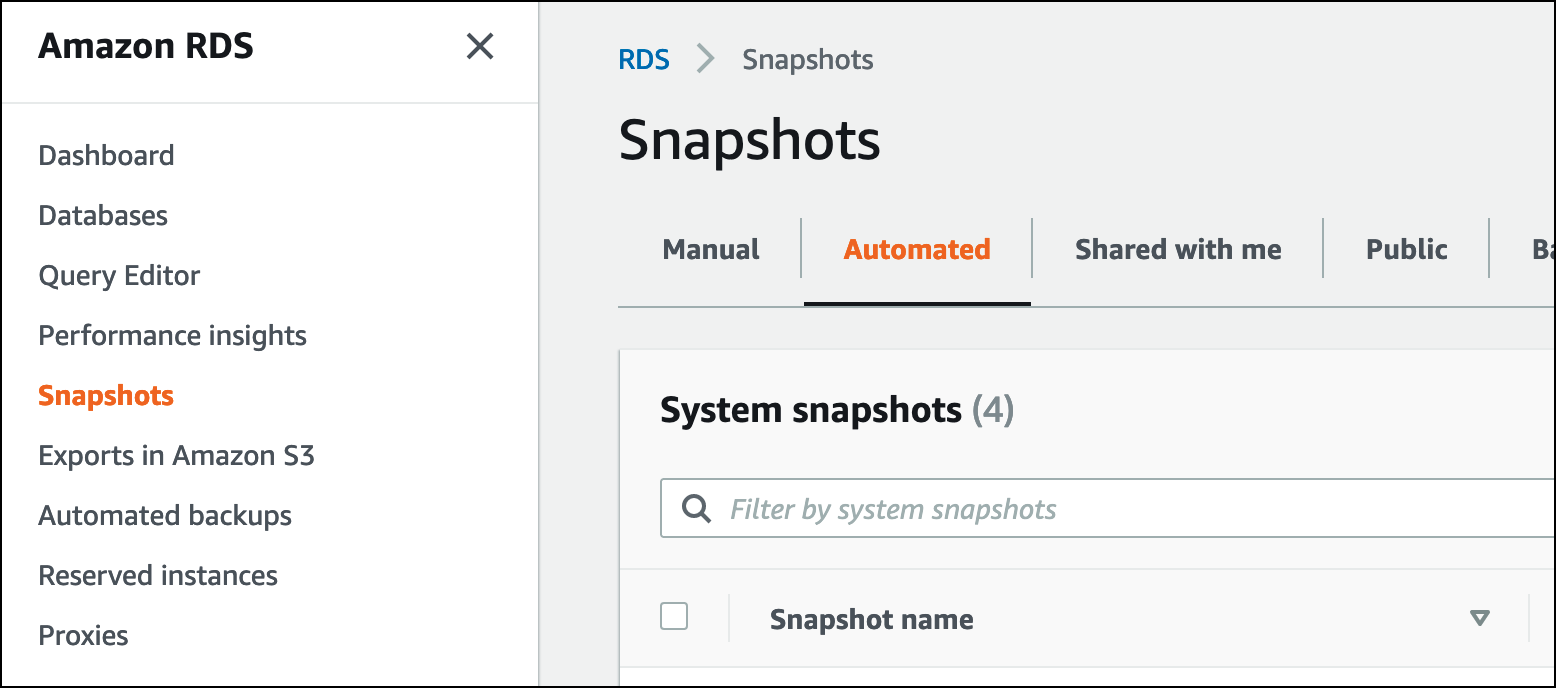 Amazon RDS
Dashboard
Databases
Query Editor
Performance insights
Snapshots
Exports in Amazon S3
Automated backups
Reserved instances
Proxies
RDS Snapshots
Snapshots
Manual Automated Shared with me Public
System snapshots (4)
Filter by system snapshots
Snapshot name